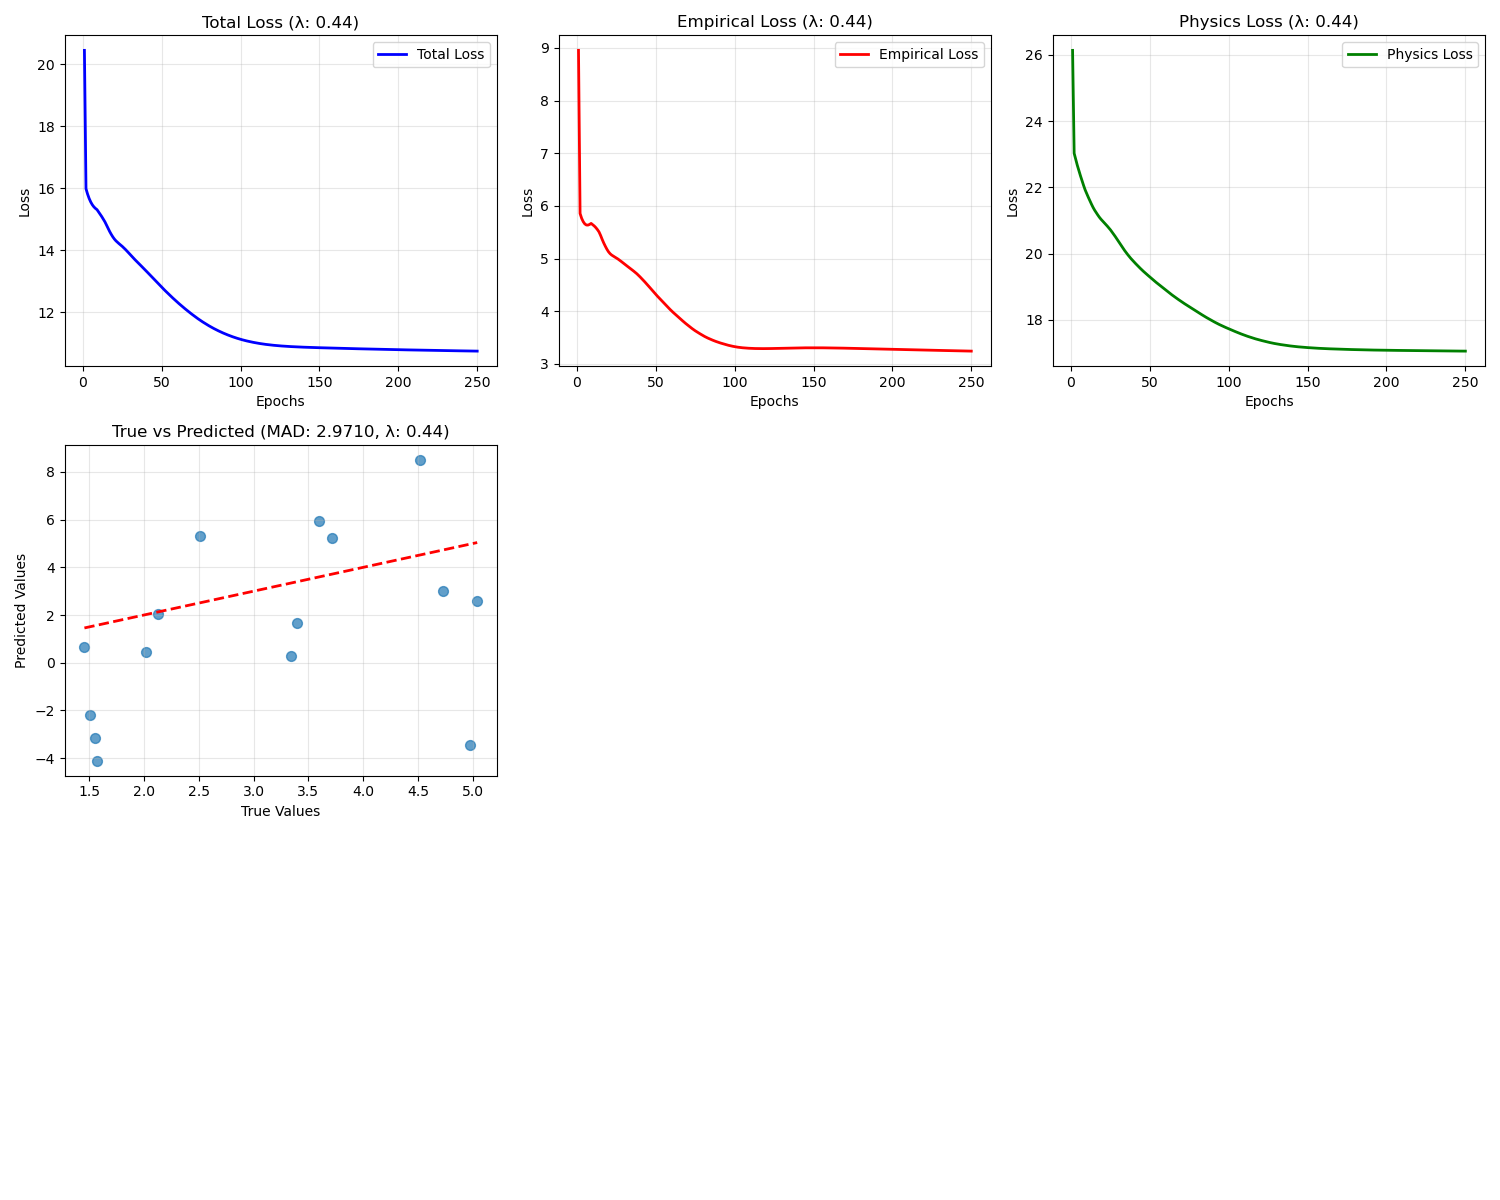 Total Loss (λ: 0.44)
Total Loss
Loss
20
18
16
14
12
0 50 100 150 200 250
Epochs
Empirical Loss (λ: 0.44)
Empirical Loss
Loss
9
8
7
6
5
4
3
0 50 100 150 200 250
Epochs
Physics Loss (λ: 0.44)
Physics Loss
Loss
26
24
22
20
18
0 50 100 150 200 250
Epochs
True vs Predicted (MAD: 2.9710, λ: 0.44)
Predicted Values
8
6
4
2
0
−2
−4
1.5 2.0 2.5 3.0 3.5 4.0 4.5 5.0
True Values